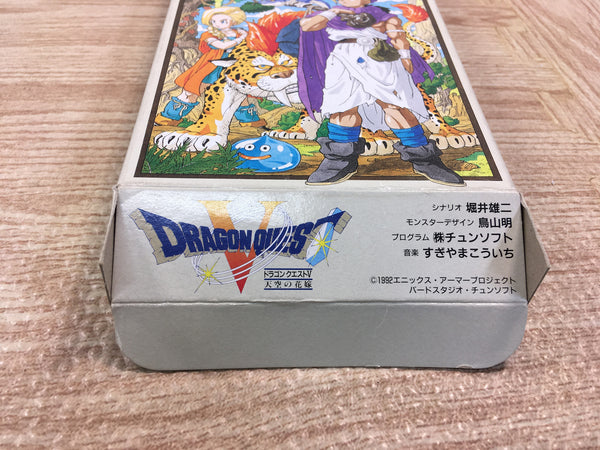 DRAGON QUEST
V
ドラゴンクエストV
天空の花嫁
シナリオ 堀井雄二
モンスターデザイン 鳥山明
プログラム ㈱チュンソフト
音楽 すぎやまこういち
©1992エニックス・アーマープロジェクト
バードスタジオ・チュンソフト